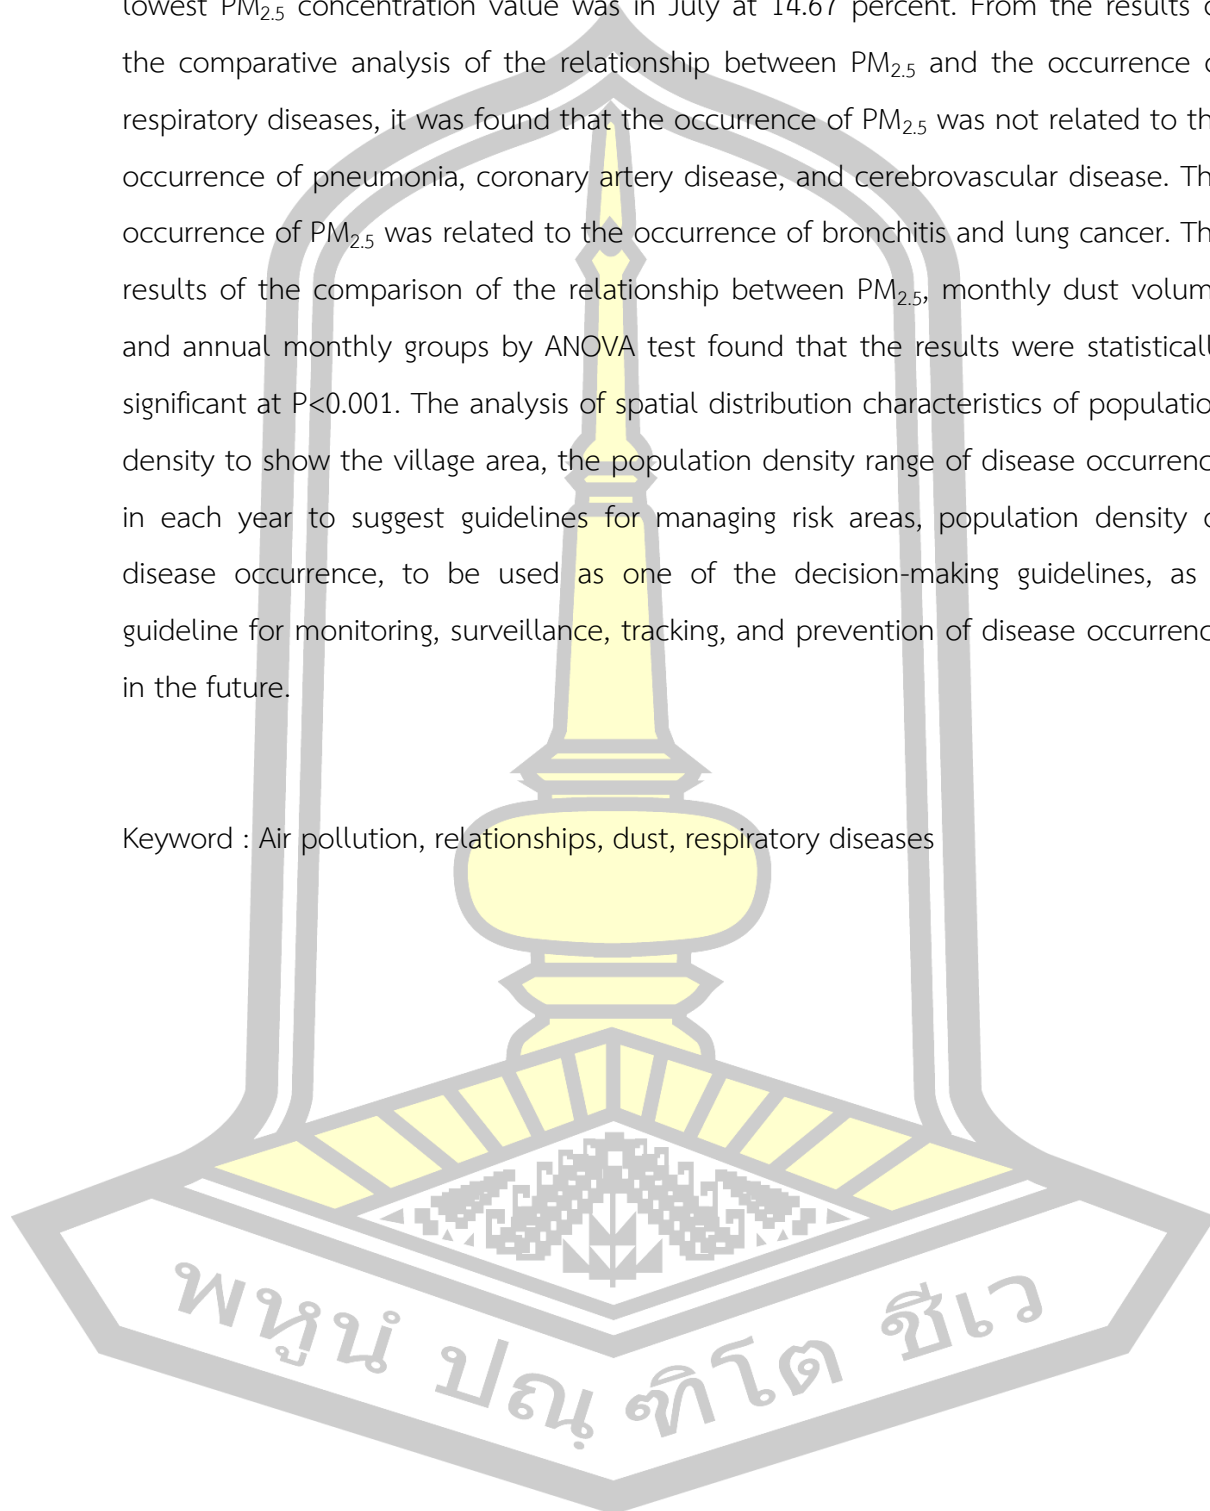 lowest PM₂.₅ concentration value was in July at 14.67 percent. From the results
the comparative analysis of the relationship between PM₂.₅ and the occurrence
respiratory diseases, it was found that the occurrence of PM₂.₅ was not related to
occurrence of pneumonia, coronary artery disease, and cerebrovascular disease.
occurrence of PM₂.₅ was related to the occurrence of bronchitis and lung cancer.
results of the comparison of the relationship between PM₂.₅, monthly dust
and annual monthly groups by ANOVA test found that the results were
significant at P<0.001. The analysis of spatial distribution characteristics of
density to show the village area, the population density range of disease
in each year to suggest guidelines for managing risk areas, population density
disease occurrence, to be used as one of the decision-making guidelines, as
guideline for monitoring, surveillance, tracking, and prevention of disease
in the future.
Keyword : Air pollution, relationships, dust, respiratory diseases
พหูนํ ปณฺฑิโต ชีเว